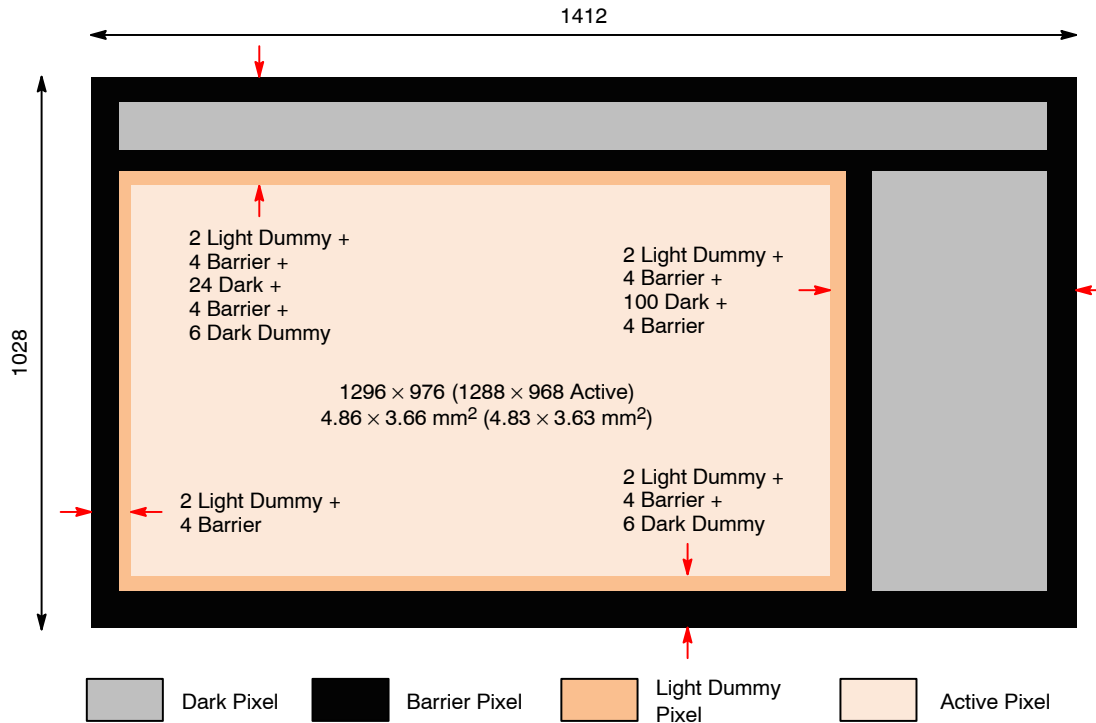 1412
1028
2 Light Dummy +
4 Barrier +
24 Dark +
4 Barrier +
6 Dark Dummy
2 Light Dummy +
4 Barrier +
100 Dark +
4 Barrier
1296 × 976 (1288 × 968 Active)
4.86 × 3.66 mm² (4.83 × 3.63 mm²)
2 Light Dummy +
4 Barrier
2 Light Dummy +
4 Barrier +
6 Dark Dummy
Dark Pixel
Barrier Pixel
Light Dummy
Pixel
Active Pixel